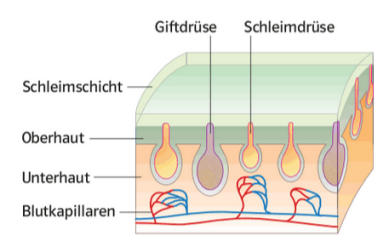 Giftdrüse
Schleimdrüse
Schleimschicht
Oberhaut
Unterhaut
Blutkapillaren